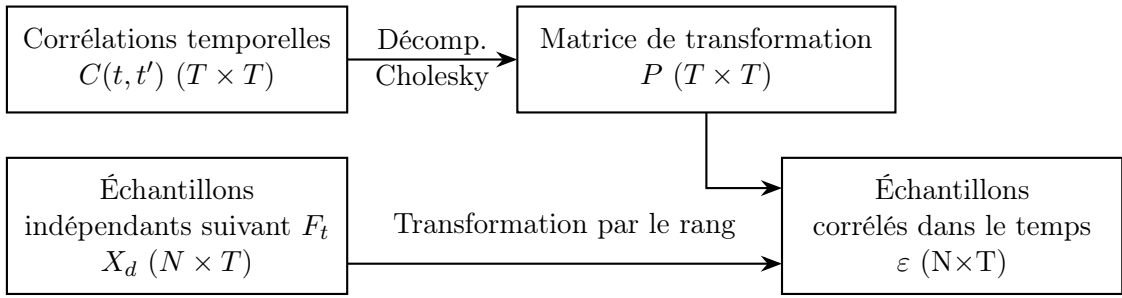 Corrélations temporelles
C(t, t′) (T × T)
Décomp.
Cholesky
Matrice de transformation
P (T × T)
Échantillons
indépendants suivant F_t
X_d (N × T)
Transformation par le rang
Échantillons
corrélés dans le temps
ε (N×T)